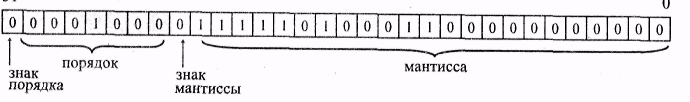 0
0 0 0 0 1 0 0 0 0 1 1 1 1 1 0 1 0 0 0 1 1 0 0 0 0 0 0 0 0 0 0 0
порядок
мантисса
знак
порядка
знак
мантиссы